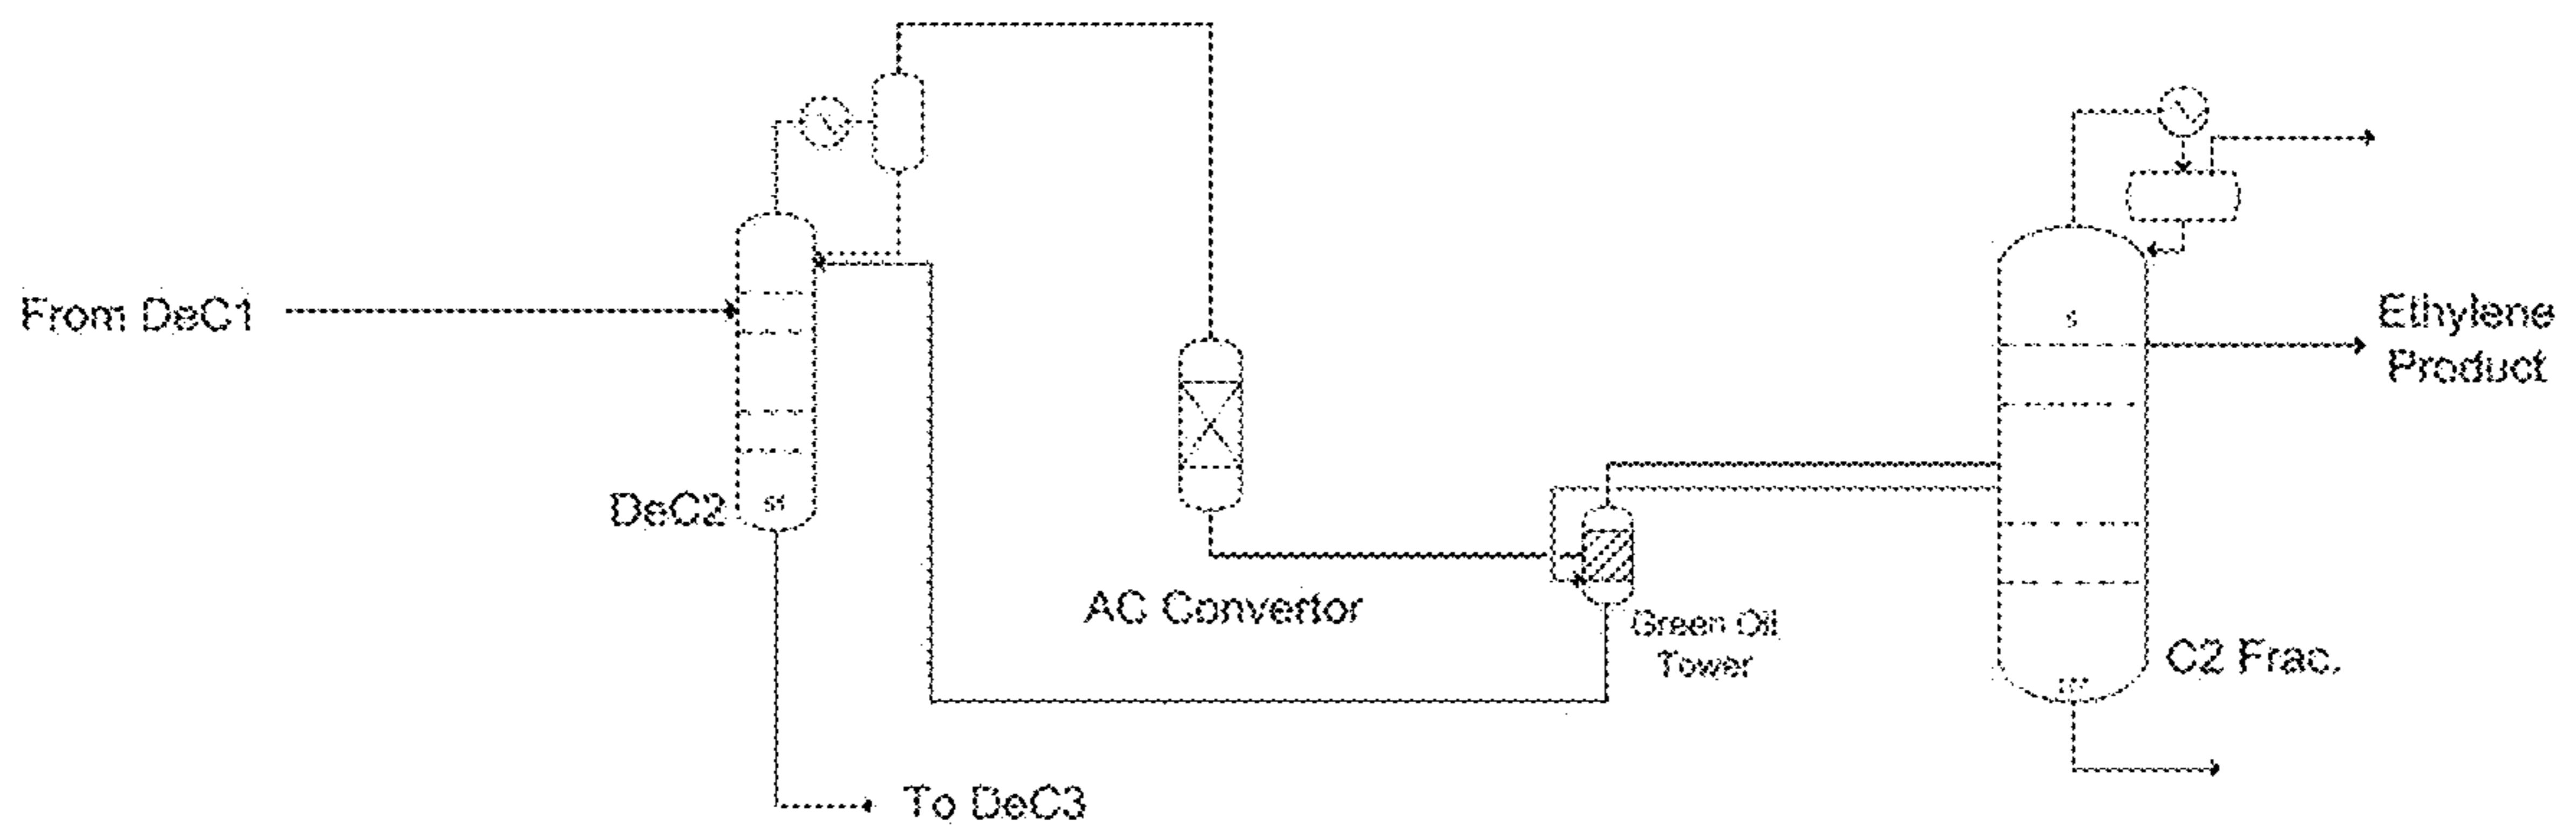 From DeC1
Ethylene
Product
DeC2
AC Convertor
Green Oil
Tower
C2 Frac.
To DeC3